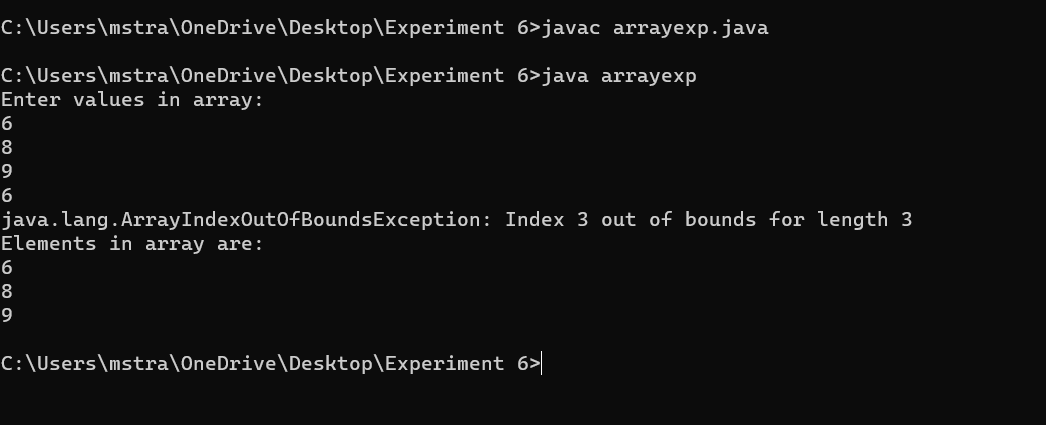 C:\Users\mstra\OneDrive\Desktop\Experiment 6>javac arrayexp.java
C:\Users\mstra\OneDrive\Desktop\Experiment 6>java arrayexp
Enter values in array:
6
8
9
6
java.lang.ArrayIndexOutOfBoundsException: Index 3 out of bounds for length 3
Elements in array are:
6
8
9
C:\Users\mstra\OneDrive\Desktop\Experiment 6>